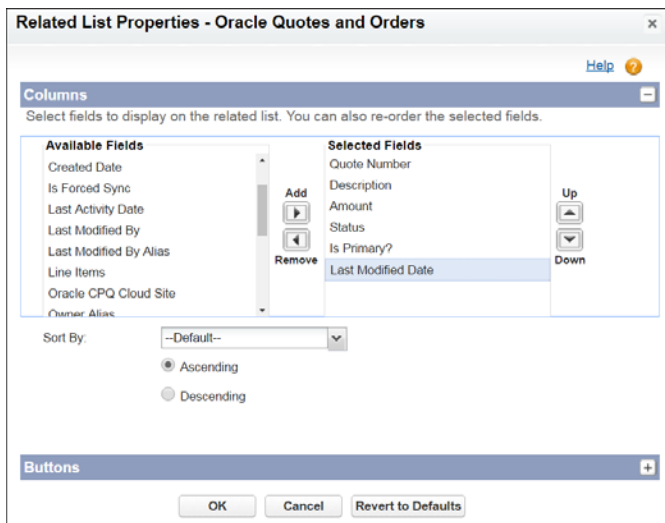 Related List Properties - Oracle Quotes and Orders
Help
Columns
Select fields to display on the related list. You can also re-order the selected fields.
Available Fields
Created Date
Is Forced Sync
Last Activity Date
Last Modified By
Last Modified By Alias
Line Items
Oracle CPQ Cloud Site
Owner Alias
Add
Remove
Selected Fields
Quote Number
Description
Amount
Status
Is Primary?
Last Modified Date
Up
Down
Sort By:
--Default--
Ascending
Descending
Buttons
OK
Cancel
Revert to Defaults